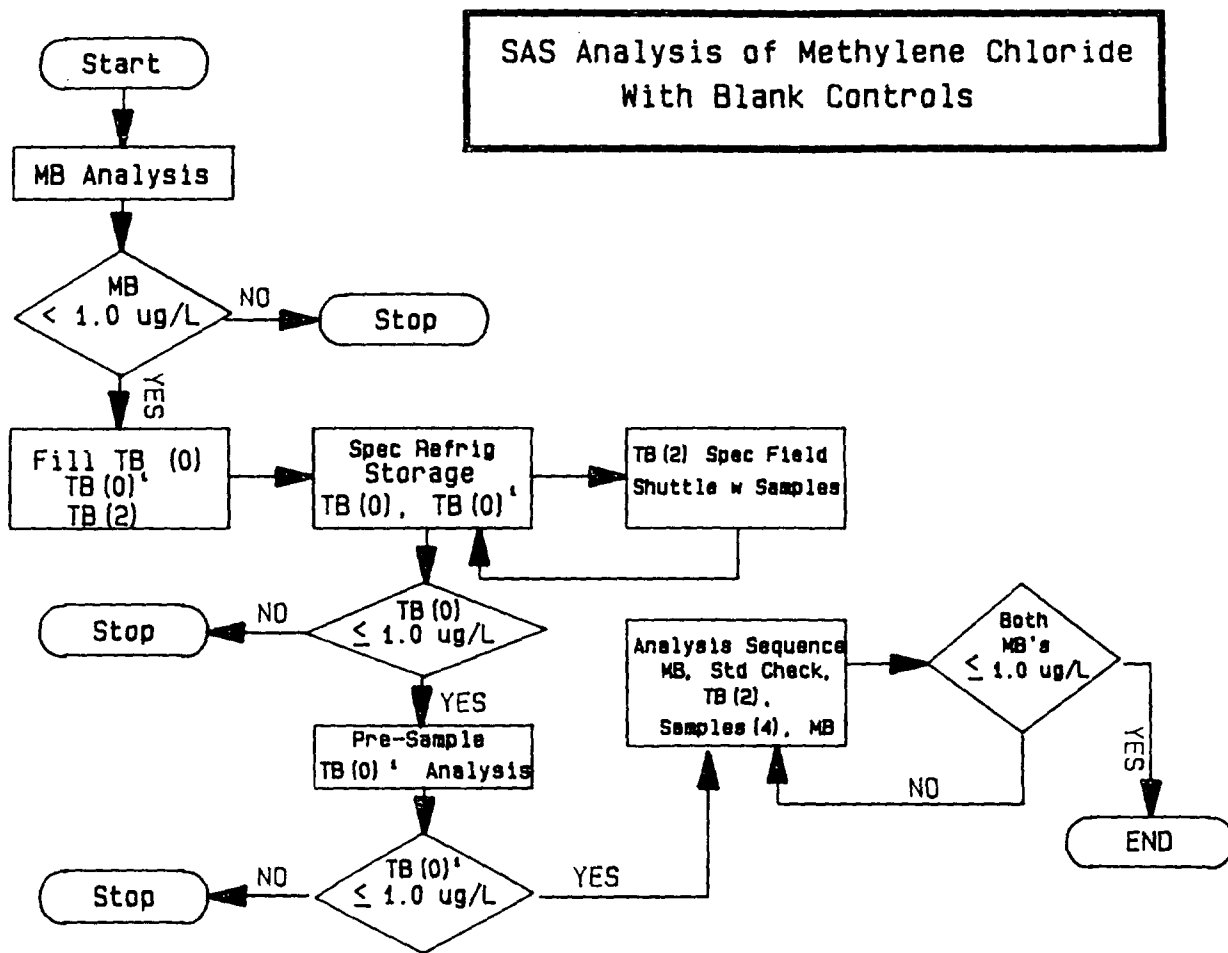 SAS Analysis of Methylene Chloride
With Blank Controls
Start
MB Analysis
MB
< 1.0 ug/L
NO
Stop
YES
Fill TB (0)
TB(0)¹
TB(2)
Spec Refrig
Storage
TB(0), TB(0)¹
TB(2) Spec Field
Shuttle w Samples
TB(0)
≤ 1.0 ug/L
NO
Stop
YES
Pre-Sample
TB(0)¹ Analysis
TB(0)¹
≤ 1.0 ug/L
NO
Stop
YES
Analysis Sequence
MB, Std Check,
TB(2),
Samples(4), MB
Both
MB's
≤ 1.0 ug/L
NO
YES
END